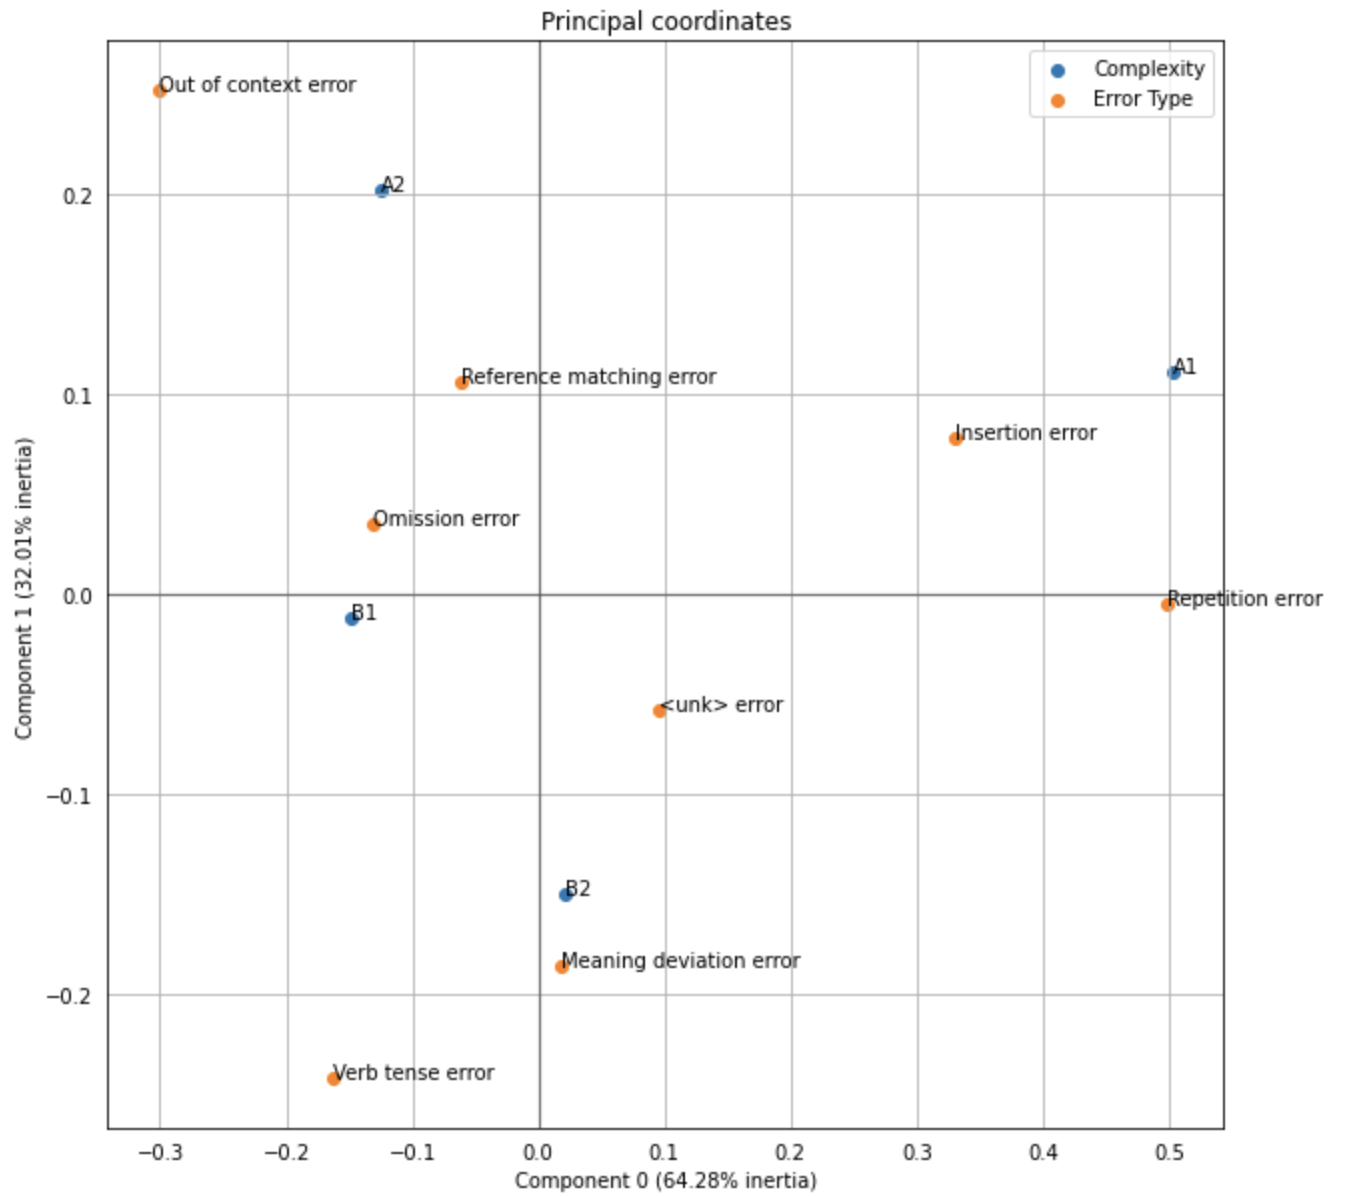 Principal coordinates
Out of context error
Complexity
Error Type
A2
0.2
A1
Reference matching error
0.1
Insertion error
Omission error
0.0
Repetition error
B1
<unk> error
−0.1
B2
Meaning deviation error
−0.2
Verb tense error
Component 1 (32.01% inertia)
−0.3 −0.2 −0.1 0.0 0.1 0.2 0.3 0.4 0.5
Component 0 (64.28% inertia)